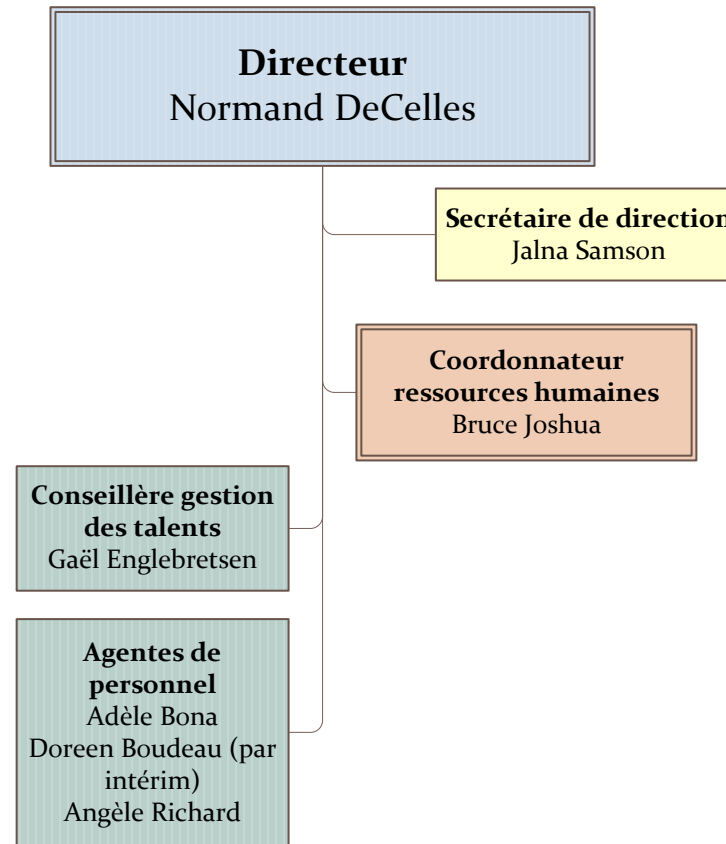 Directeur
Normand DeCelles
Secrétaire de direction
Jalna Samson
Coordonnateur
ressources humaines
Bruce Joshua
Conseillère gestion
des talents
Gaël Englebretsen
Agentes de
personnel
Adèle Bona
Doreen Boudeau (par
intérim)
Angèle Richard